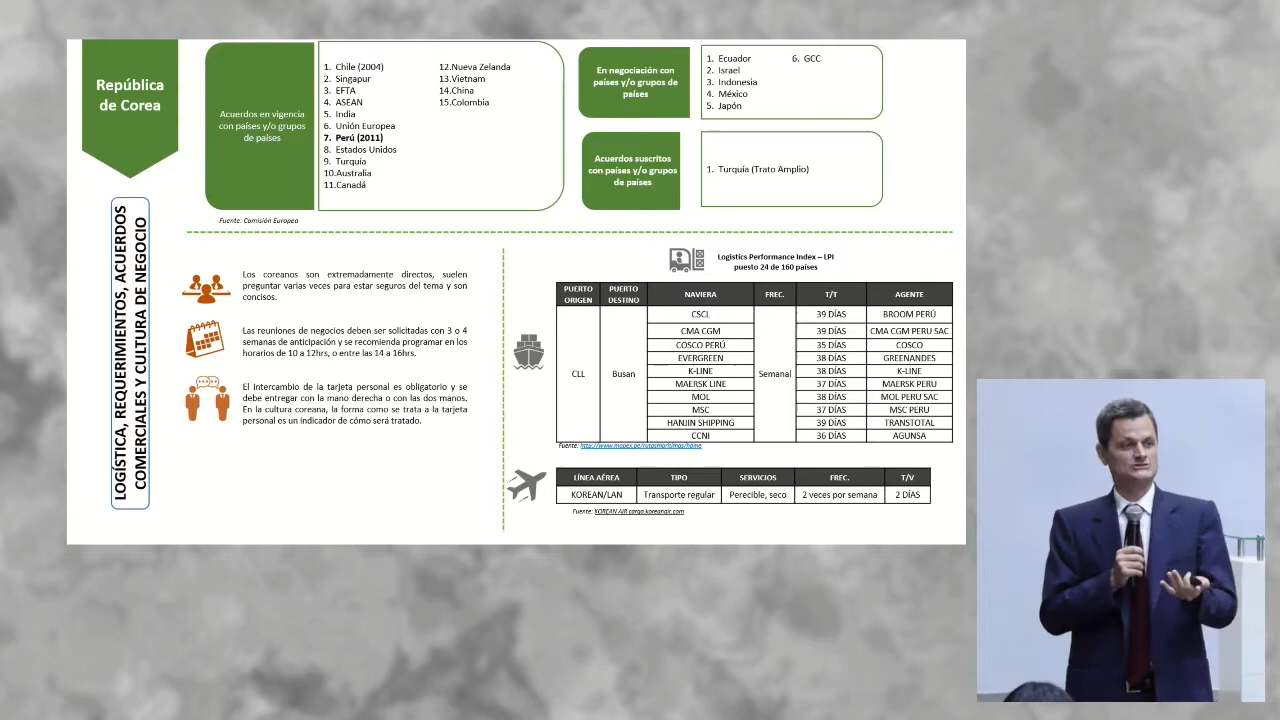 República
de Corea
Acuerdos en vigencia
con países y/o grupos
de países
1. Chile (2004)
2. Singapur
3. EFTA
4. ASEAN
5. India
6. Unión Europea
7. Perú (2011)
8. Estados Unidos
9. Turquía
10.Australia
11.Canadá
12.Nueva Zelanda
13.Vietnam
14.China
15.Colombia
Fuente: Comisión Europea
En negociación con
países y/o grupos de
países
1. Ecuador
2. Israel
3. Indonesia
4. México
5. Japón
6. GCC
Acuerdos suscritos
con países y/o grupos
de países
1. Turquía (Trato Amplio)
LOGÍSTICA, REQUERIMIENTOS, ACUERDOS
COMERCIALES Y CULTURA DE NEGOCIO
Los coreanos son extremadamente directos, suelen
preguntar varias veces para estar seguros del tema y son
concisos.
Las reuniones de negocios deben ser solicitadas con 3 o 4
semanas de anticipación y se recomienda programar en los
horarios de 10 a 12hrs, o entre las 14 a 16hrs.
El intercambio de la tarjeta personal es obligatorio y se
debe entregar con la mano derecha o con las dos manos.
En la cultura coreana, la forma como se trata a la tarjeta
personal es un indicador de cómo será tratado.
Logistics Performance Index – LPI
puesto 24 de 160 países
PUERTO ORIGEN PUERTO DESTINO NAVIERA FREC. T/T AGENTE
CLL Busan Semanal
CSCL 39 DÍAS BROOM PERÚ
CMA CGM 39 DÍAS CMA CGM PERU SAC
COSCO PERÚ 35 DÍAS COSCO
EVERGREEN 38 DÍAS GREENANDES
K-LINE 38 DÍAS K-LINE
MAERSK LINE 37 DÍAS MAERSK PERU
MOL 38 DÍAS MOL PERU SAC
MSC 37 DÍAS MSC PERU
HANJIN SHIPPING 39 DÍAS TRANSTOTAL
CCNI 36 DÍAS AGUNSA
Fuente: http://www.mapex.pe/rutasmaritimas/home
LÍNEA AÉREA TIPO SERVICIOS FREC. T/V
KOREAN/LAN Transporte regular Perecible, seco 2 veces por semana 2 DÍAS
Fuente: KOREAN AIR cargo.koreanair.com